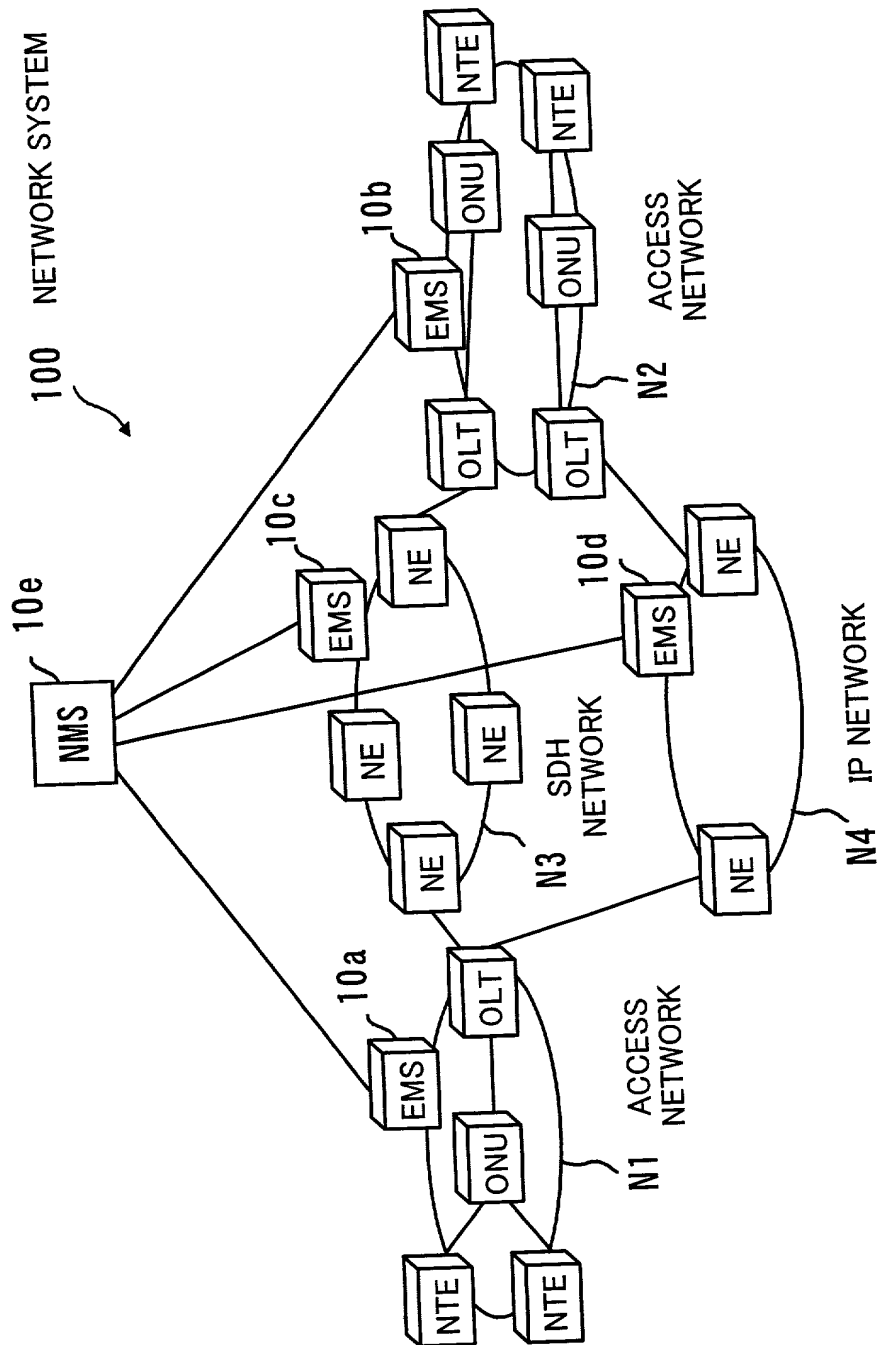 100 NETWORK SYSTEM
10e
NMS
10a
EMS
NTE
NTE
ONU
OLT
N1
ACCESS
NETWORK
10c
EMS
NE
NE
NE
NE
N3
SDH
NETWORK
10b
EMS
OLT
OLT
ONU
ONU
NTE
NTE
N2
ACCESS
NETWORK
10d
EMS
NE
NE
N4
IP NETWORK